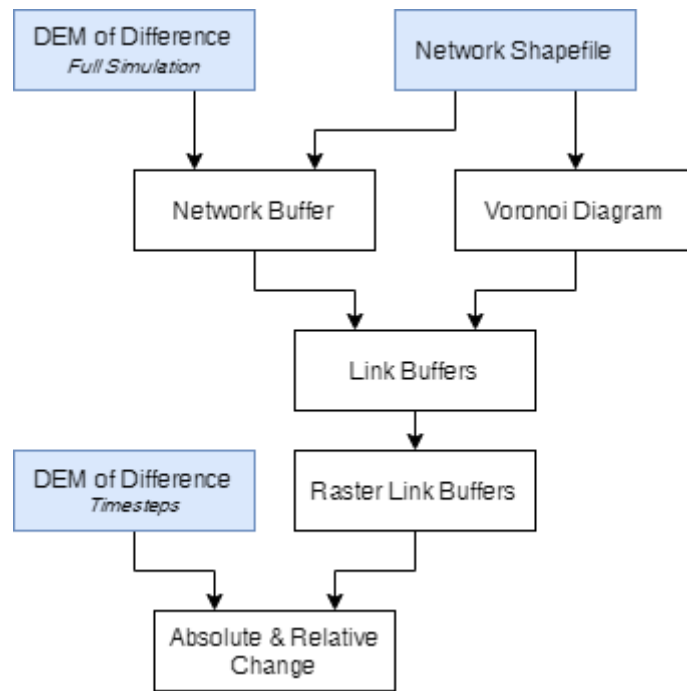 DEM of Difference
Full Simulation
Network Shapefile
Network Buffer
Voronoi Diagram
Link Buffers
DEM of Difference
Timesteps
Raster Link Buffers
Absolute & Relative
Change